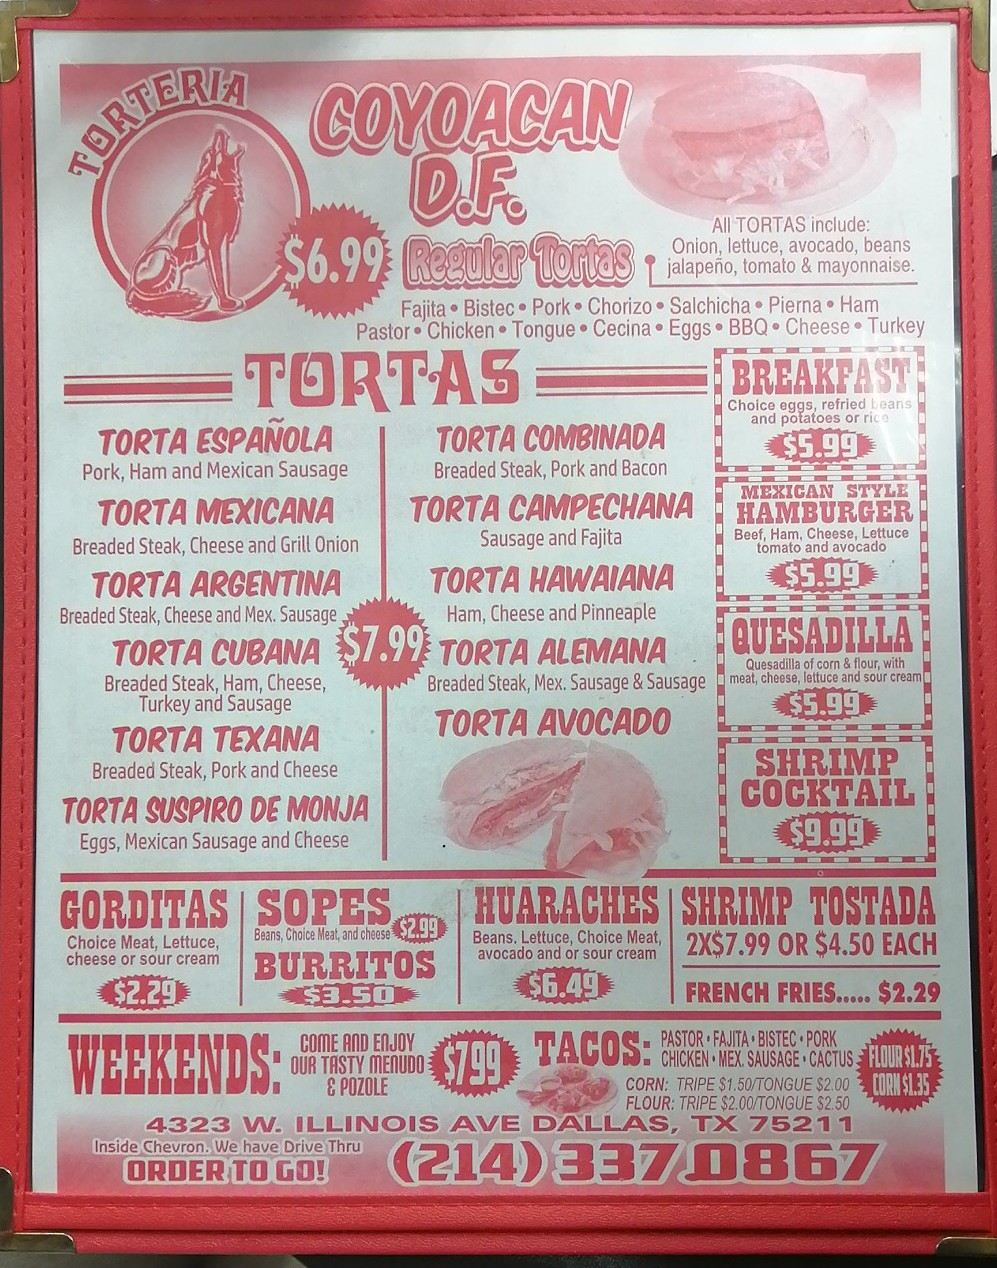 TORTERIA
COYOACAN
D.F.
$6.99
Regular Tortas
All TORTAS include:
Onion, lettuce, avocado, beans
jalapeño, tomato & mayonnaise.
Fajita • Bistec • Pork • Chorizo • Salchicha • Pierna • Ham
Pastor • Chicken • Tongue • Cecina • Eggs • BBQ • Cheese • Turkey
TORTAS
TORTA ESPAÑOLA
Pork, Ham and Mexican Sausage
TORTA MEXICANA
Breaded Steak, Cheese and Grill Onion
TORTA ARGENTINA
Breaded Steak, Cheese and Mex. Sausage
TORTA CUBANA
Breaded Steak, Ham, Cheese,
Turkey and Sausage
TORTA TEXANA
Breaded Steak, Pork and Cheese
TORTA SUSPIRO DE MONJA
Eggs, Mexican Sausage and Cheese
$7.99
TORTA COMBINADA
Breaded Steak, Pork and Bacon
TORTA CAMPECHANA
Sausage and Fajita
TORTA HAWAIANA
Ham, Cheese and Pinneaple
TORTA ALEMANA
Breaded Steak, Mex. Sausage & Sausage
TORTA AVOCADO
BREAKFAST
Choice eggs, refried beans
and potatoes or rice
$5.99
MEXICAN STYLE
HAMBURGER
Beef, Ham, Cheese, Lettuce
tomato and avocado
$5.99
QUESADILLA
Quesadilla of corn & flour, with
meat, cheese, lettuce and sour cream
$5.99
SHRIMP
COCKTAIL
$9.99
GORDITAS
Choice Meat, Lettuce,
cheese or sour cream
$2.29
SOPES
Beans, Choice Meat, and cheese $2.99
BURRITOS
$3.50
HUARACHES
Beans. Lettuce, Choice Meat,
avocado and or sour cream
$6.49
SHRIMP TOSTADA
2X$7.99 OR $4.50 EACH
FRENCH FRIES..... $2.29
WEEKENDS:
COME AND ENJOY
OUR TASTY MENUDO
& POZOLE
$7.99
TACOS:
PASTOR • FAJITA • BISTEC • PORK
CHICKEN • MEX. SAUSAGE • CACTUS
CORN: TRIPE $1.50/TONGUE $2.00
FLOUR: TRIPE $2.00/TONGUE $2.50
FLOUR $1.75
CORN $1.35
4323 W. ILLINOIS AVE DALLAS, TX 75211
Inside Chevron. We have Drive Thru
ORDER TO GO!
(214) 337.0867